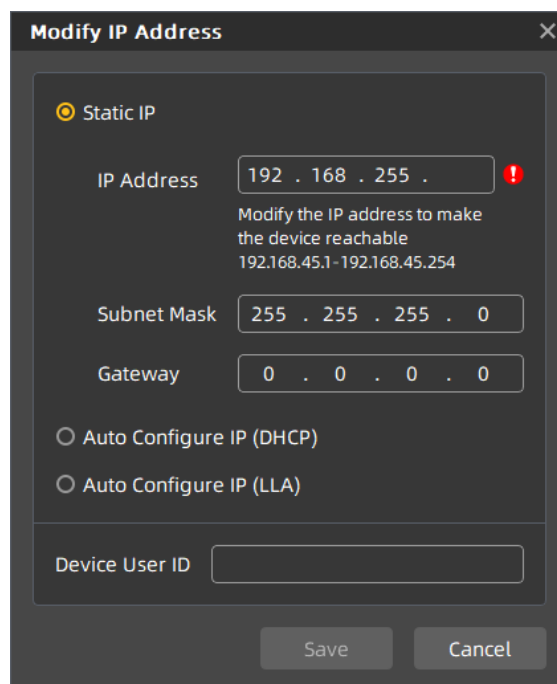 Modify IP Address
Static IP
IP Address 192 . 168 . 255 .
Modify the IP address to make
the device reachable
192.168.45.1-192.168.45.254
Subnet Mask 255 . 255 . 255 . 0
Gateway 0 . 0 . 0 . 0
Auto Configure IP (DHCP)
Auto Configure IP (LLA)
Device User ID
Save Cancel